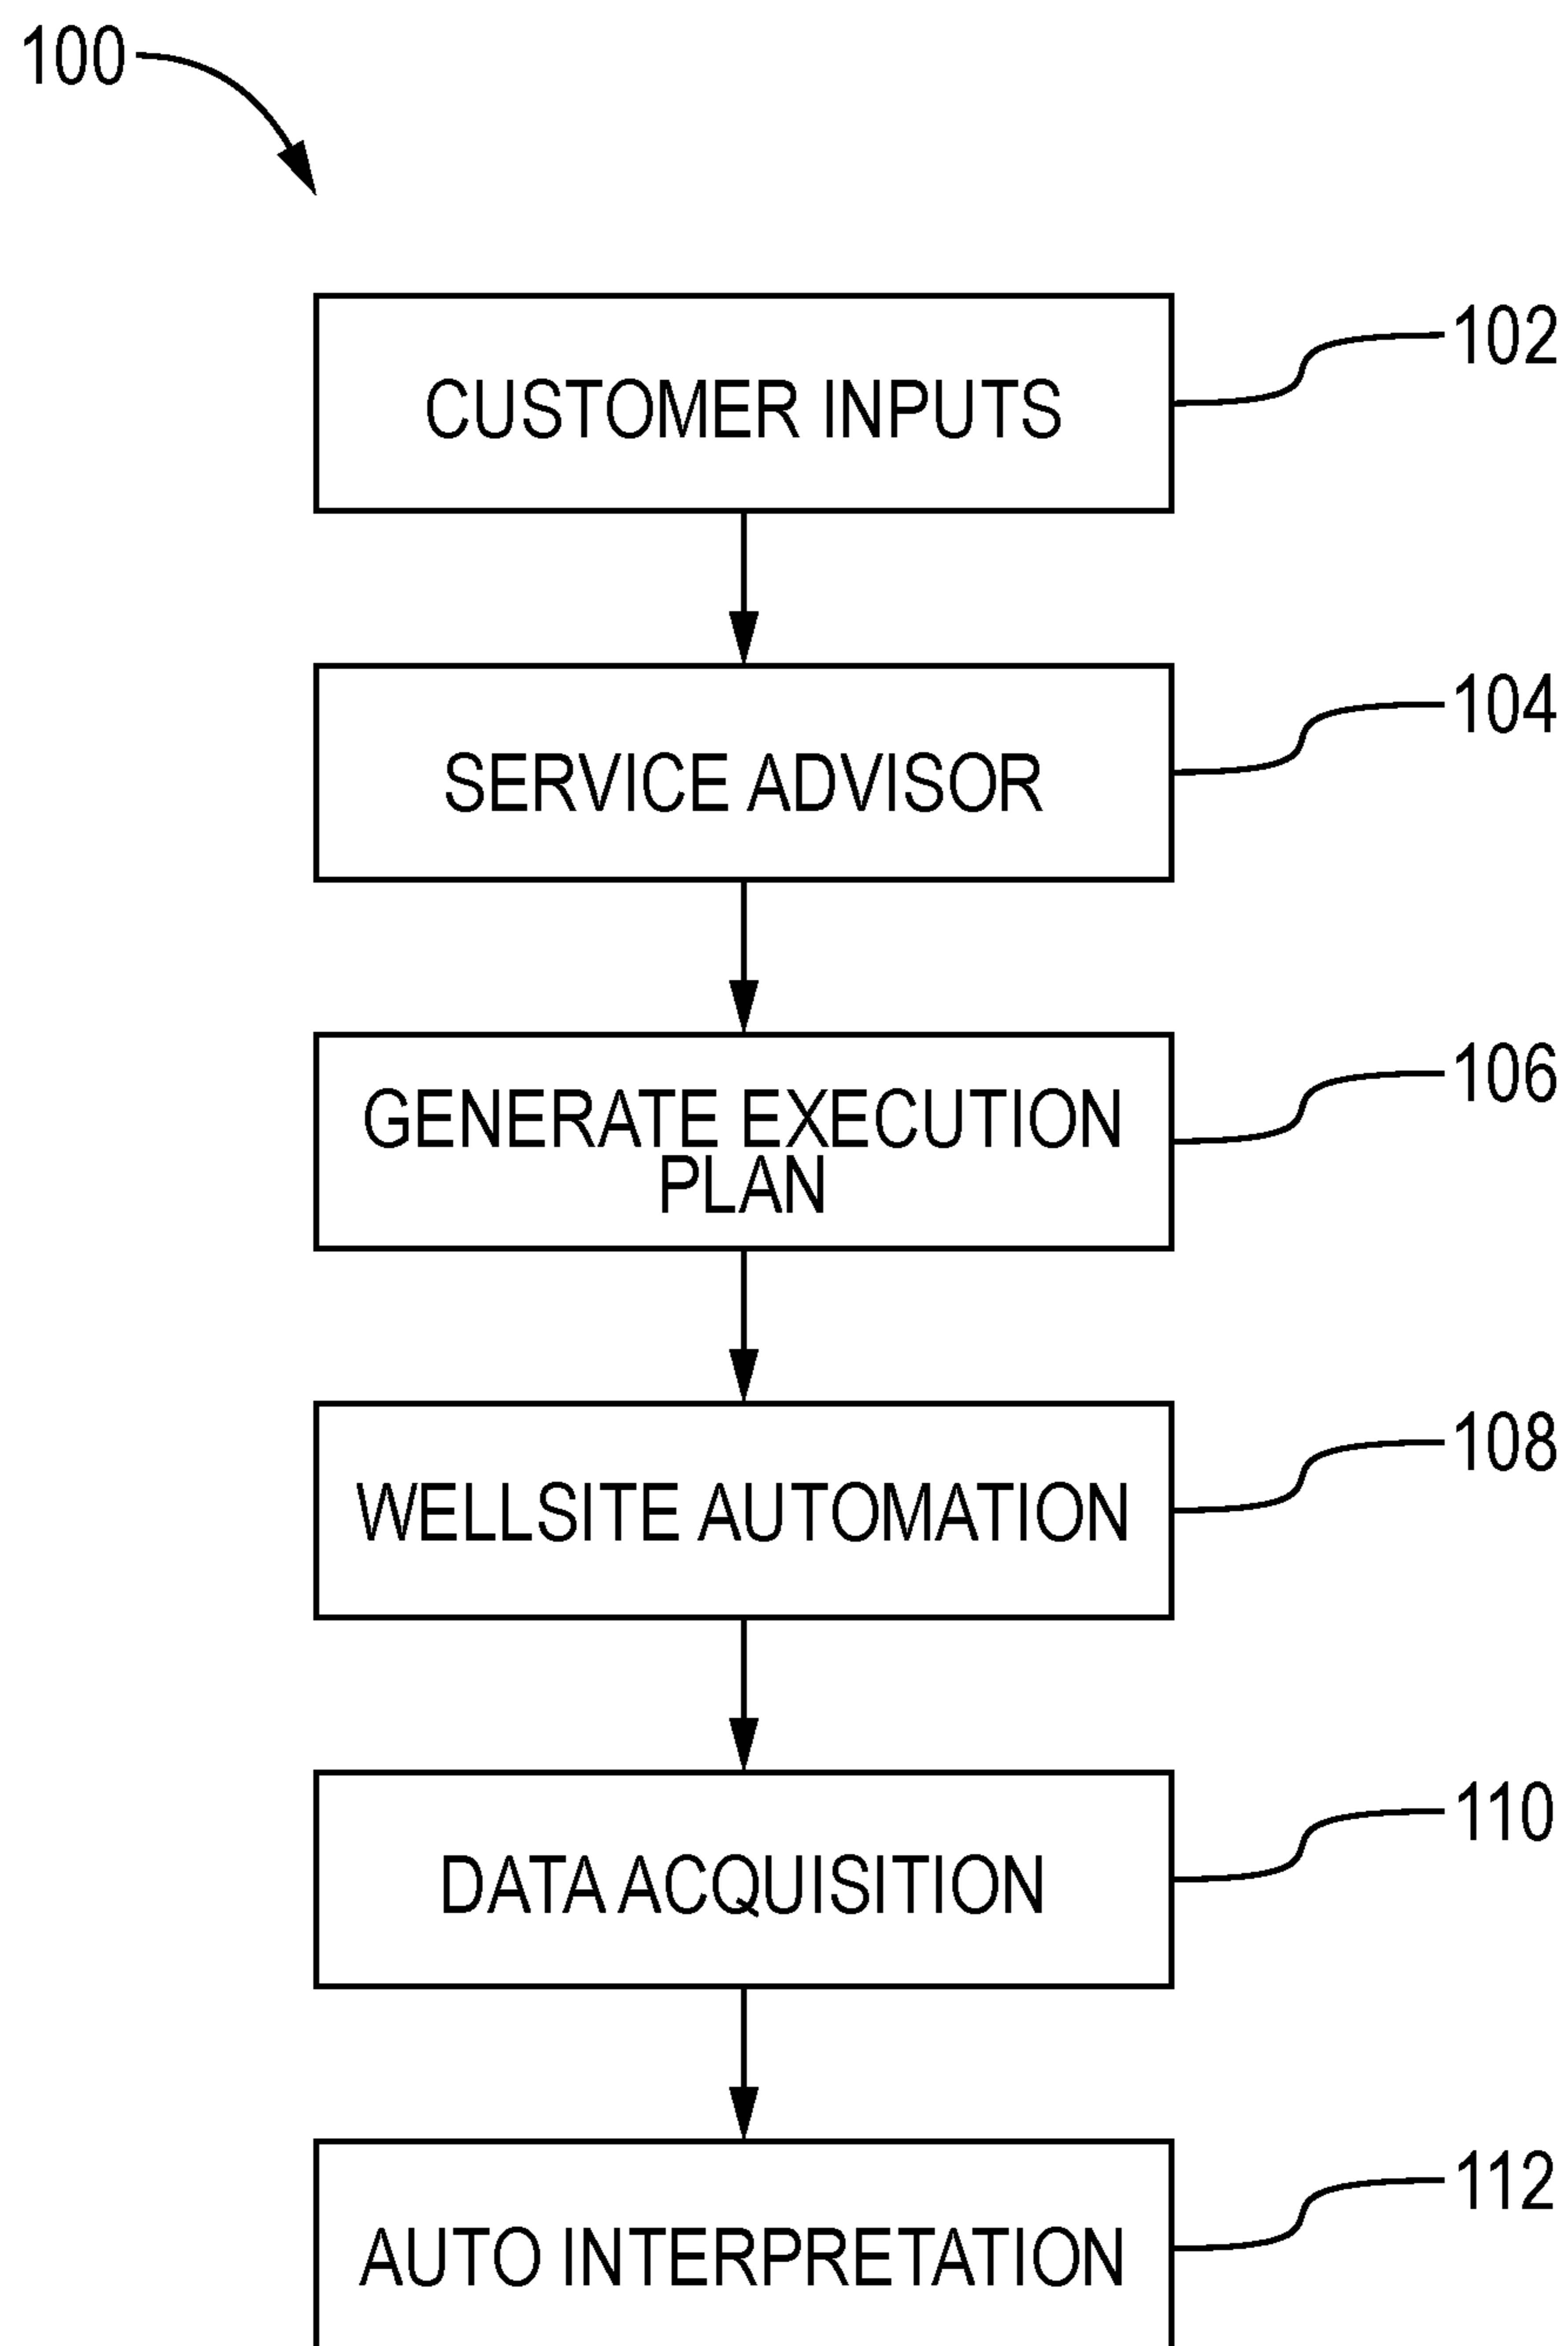 100
CUSTOMER INPUTS
102
SERVICE ADVISOR
104
GENERATE EXECUTION
PLAN
106
WELLSITE AUTOMATION
108
DATA ACQUISITION
110
AUTO INTERPRETATION
112